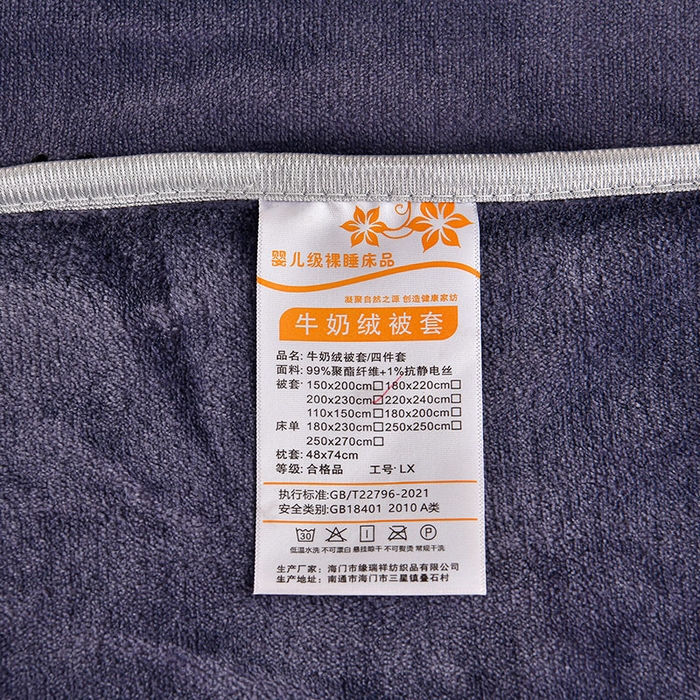 婴儿级裸睡床品
凝聚自然之源 创造健康家纺
牛奶绒被套
品名: 牛奶绒被套/四件套
面料: 99%聚酯纤维+1%抗静电丝
被套: 150x200cm□180x220cm□
200x230cm☑220x240cm□
110x150cm□180x200cm□
床单 180x230cm□250x250cm□
250x270cm□
枕套: 48x74cm
等级: 合格品 工号: LX
执行标准:GB/T22796-2021
安全类别:GB18401 2010 A类
30 P
低温水洗 不可漂白 悬挂晾干 不可熨烫 常规干洗
生产厂家: 海门市缘瑞祥纺织品有限公司
生产地址: 南通市海门市三星镇叠石村